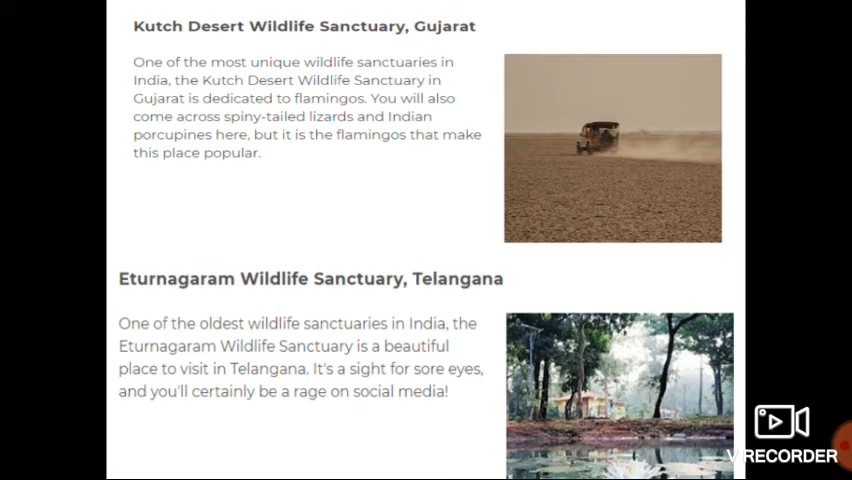 Kutch Desert Wildlife Sanctuary, Gujarat
One of the most unique wildlife sanctuaries in
India, the Kutch Desert Wildlife Sanctuary in
Gujarat is dedicated to flamingos. You will also
come across spiny-tailed lizards and Indian
porcupines here, but it is the flamingos that make
this place popular.
Eturnagaram Wildlife Sanctuary, Telangana
One of the oldest wildlife sanctuaries in India, the
Eturnagaram Wildlife Sanctuary is a beautiful
place to visit in Telangana. It's a sight for sore eyes,
and you'll certainly be a rage on social media!
VRECORDER